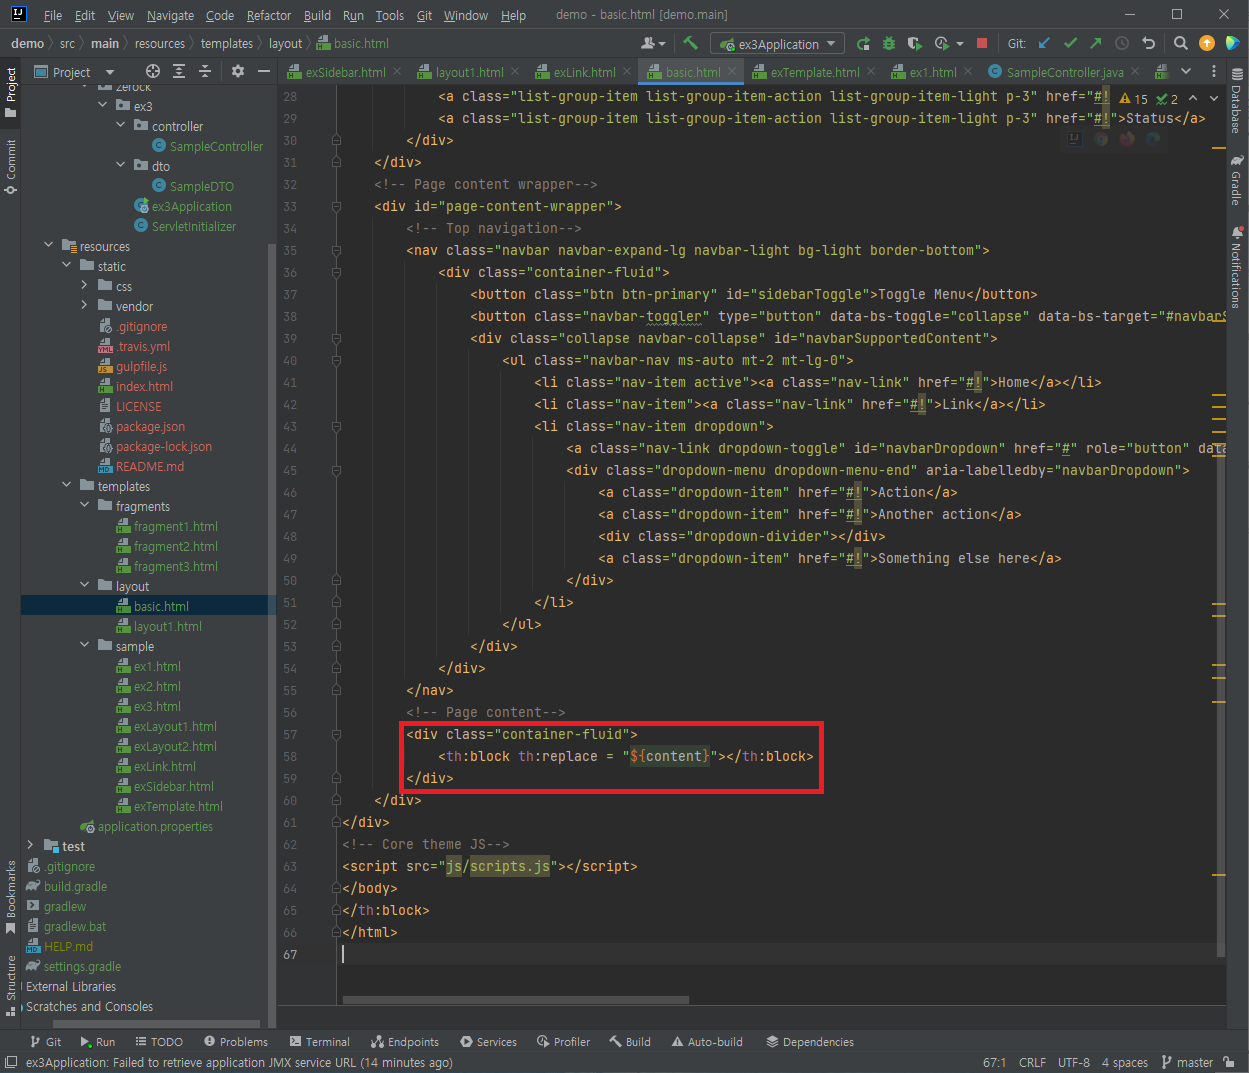 File Edit View Navigate Code Refactor Build Run Tools Git Window Help demo - basic.html [demo.main]
demo src main resources templates layout basic.html ex3Application Git:
Project exSidebar.html layout1.html exLink.html basic.html exTemplate.html ex1.html SampleController.java
Project
Commit
Bookmarks
Structure
zerock
ex3
controller
SampleController
dto
SampleDTO
ex3Application
ServletInitializer
resources
static
css
vendor
.gitignore
.travis.yml
gulpfile.js
index.html
LICENSE
package.json
package-lock.json
README.md
templates
fragments
fragment1.html
fragment2.html
fragment3.html
layout
basic.html
layout1.html
sample
ex1.html
ex2.html
ex3.html
exLayout1.html
exLayout2.html
exLink.html
exSidebar.html
exTemplate.html
application.properties
test
.gitignore
build.gradle
gradlew
gradlew.bat
HELP.md
settings.gradle
External Libraries
Scratches and Consoles
28 <a class="list-group-item list-group-item-action list-group-item-light p-3" href="#! 15 2
29 <a class="list-group-item list-group-item-action list-group-item-light p-3" href="#!">Status</a>
30 </div>
31 </div>
32 <!-- Page content wrapper-->
33 <div id="page-content-wrapper">
34 <!-- Top navigation-->
35 <nav class="navbar navbar-expand-lg navbar-light bg-light border-bottom">
36 <div class="container-fluid">
37 <button class="btn btn-primary" id="sidebarToggle">Toggle Menu</button>
38 <button class="navbar-toggler" type="button" data-bs-toggle="collapse" data-bs-target="#navbarS
39 <div class="collapse navbar-collapse" id="navbarSupportedContent">
40 <ul class="navbar-nav ms-auto mt-2 mt-lg-0">
41 <li class="nav-item active"><a class="nav-link" href="#!">Home</a></li>
42 <li class="nav-item"><a class="nav-link" href="#!">Link</a></li>
43 <li class="nav-item dropdown">
44 <a class="nav-link dropdown-toggle" id="navbarDropdown" href="#" role="button" dat
45 <div class="dropdown-menu dropdown-menu-end" aria-labelledby="navbarDropdown">
46 <a class="dropdown-item" href="#!">Action</a>
47 <a class="dropdown-item" href="#!">Another action</a>
48 <div class="dropdown-divider"></div>
49 <a class="dropdown-item" href="#!">Something else here</a>
50 </div>
51 </li>
52 </ul>
53 </div>
54 </div>
55 </nav>
56 <!-- Page content-->
57 <div class="container-fluid">
58 <th:block th:replace = "${content}"></th:block>
59 </div>
60 </div>
61 </div>
62 <!-- Core theme JS-->
63 <script src="js/scripts.js"></script>
64 </body>
65 </th:block>
66 </html>
67
Database
Gradle
Notifications
Git Run TODO Problems Terminal Endpoints Services Profiler Build Auto-build Dependencies
ex3Application: Failed to retrieve application JMX service URL (14 minutes ago) 67:1 CRLF UTF-8 4 spaces master